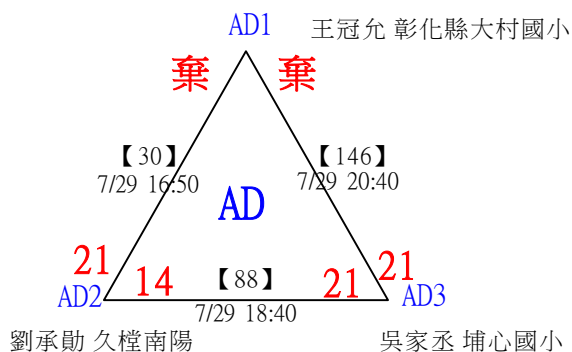 AD1 王冠允 彰化縣大村國小
棄 棄
【30】 【146】
7/29 16:50 7/29 20:40
AD
21 21
14 【88】 21
AD2 AD3
7/29 18:40
劉承勛 久樘南陽 吳家丞 埔心國小